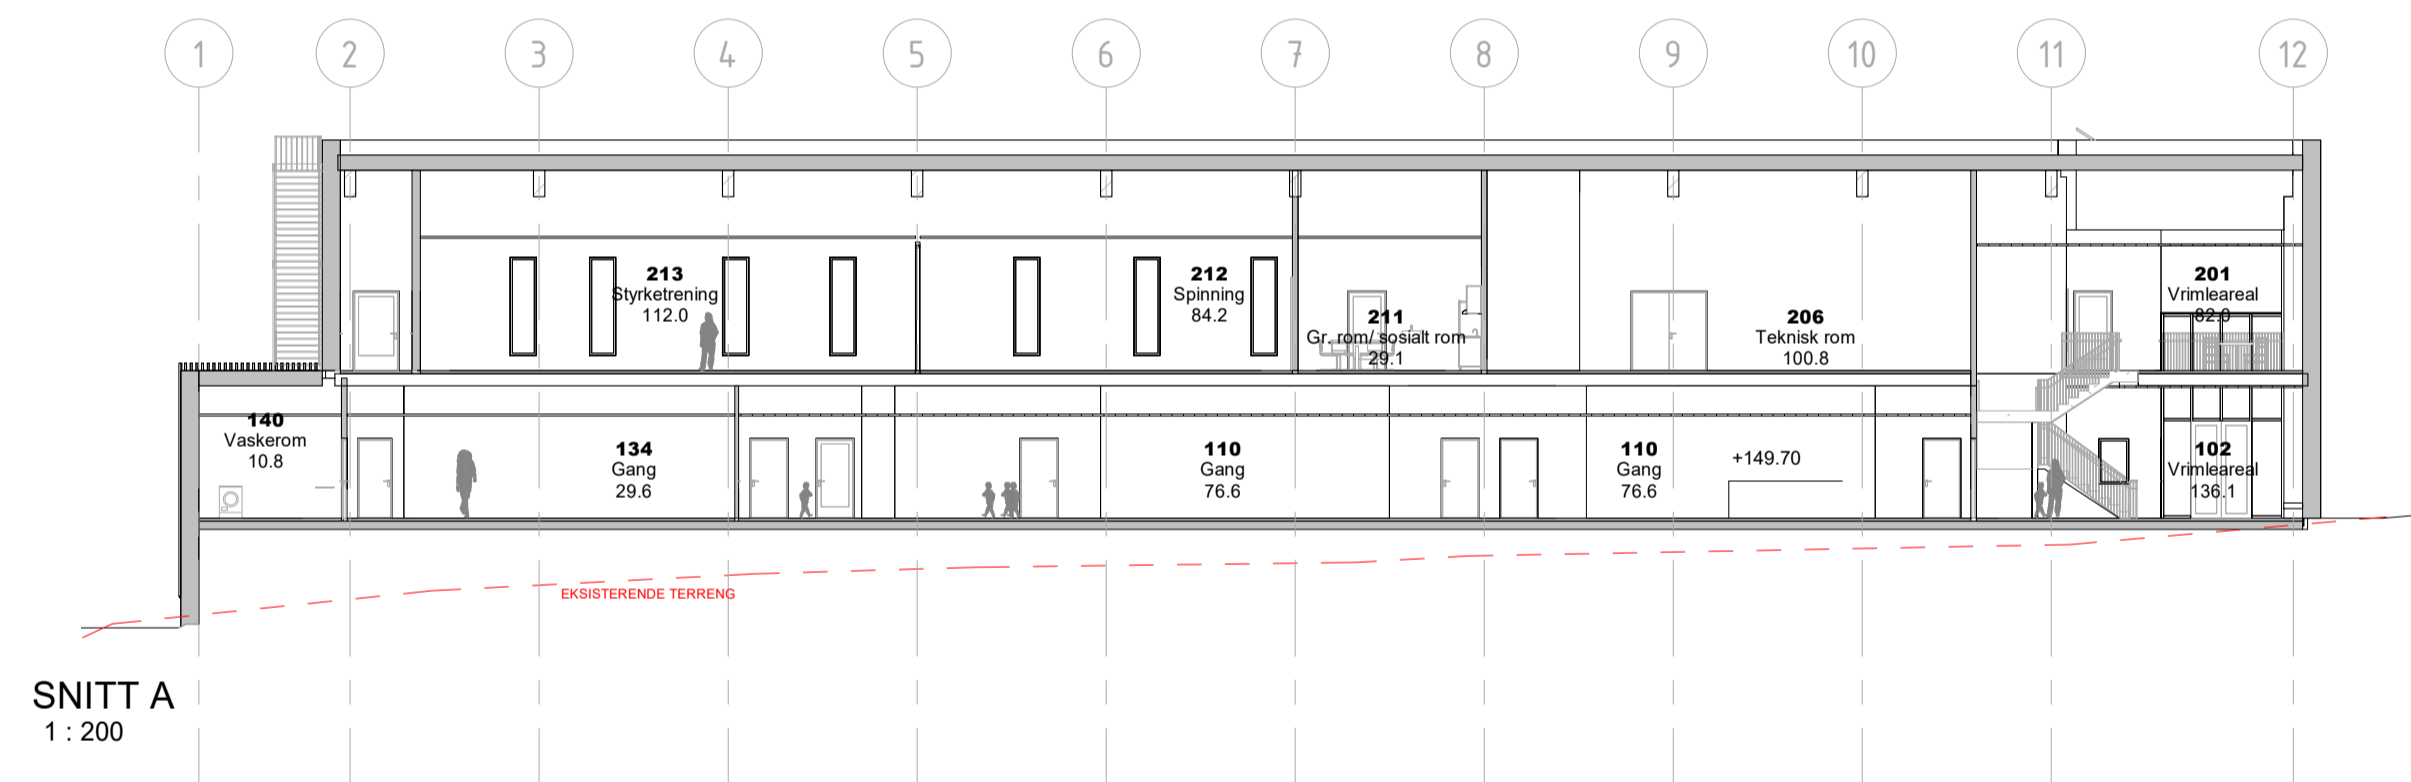 1 2 3 4 5 6 7 8 9 10 11 12
213
Styrketrening
112.0
212
Spinning
84.2
211
Gr. rom/ sosialt rom
29.1
206
Teknisk rom
100.8
201
Vrimleareal
82.0
140
Vaskerom
10.8
134
Gang
29.6
110
Gang
76.6
110
Gang
76.6
+149.70
102
Vrimleareal
136.1
EKSISTERENDE TERRENG
SNITT A
1 : 200